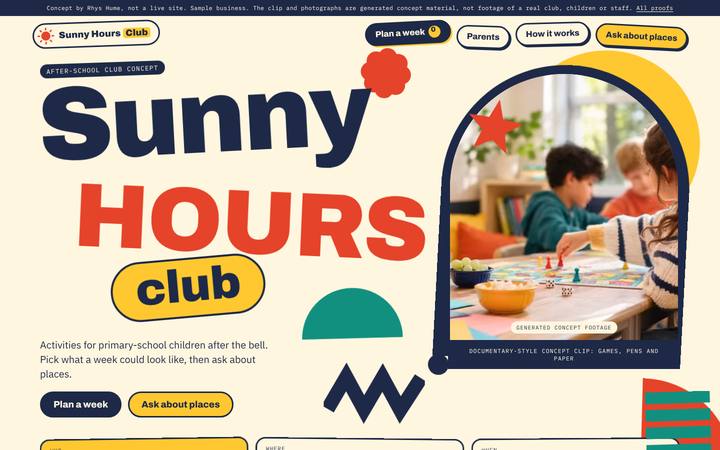 Concept by Rhys Hume, not a live site. Sample business. The clip and photographs are generated concept material, not footage of a real club, children or staff. All proofs
Sunny Hours Club
Plan a week 0
Parents
How it works
Ask about places
AFTER-SCHOOL CLUB CONCEPT
Sunny
HOURS
club
GENERATED CONCEPT FOOTAGE
DOCUMENTARY-STYLE CONCEPT CLIP: GAMES, PENS AND
PAPER
Activities for primary-school children after the bell.
Pick what a week could look like, then ask about
places.
Plan a week
Ask about places
WHERE